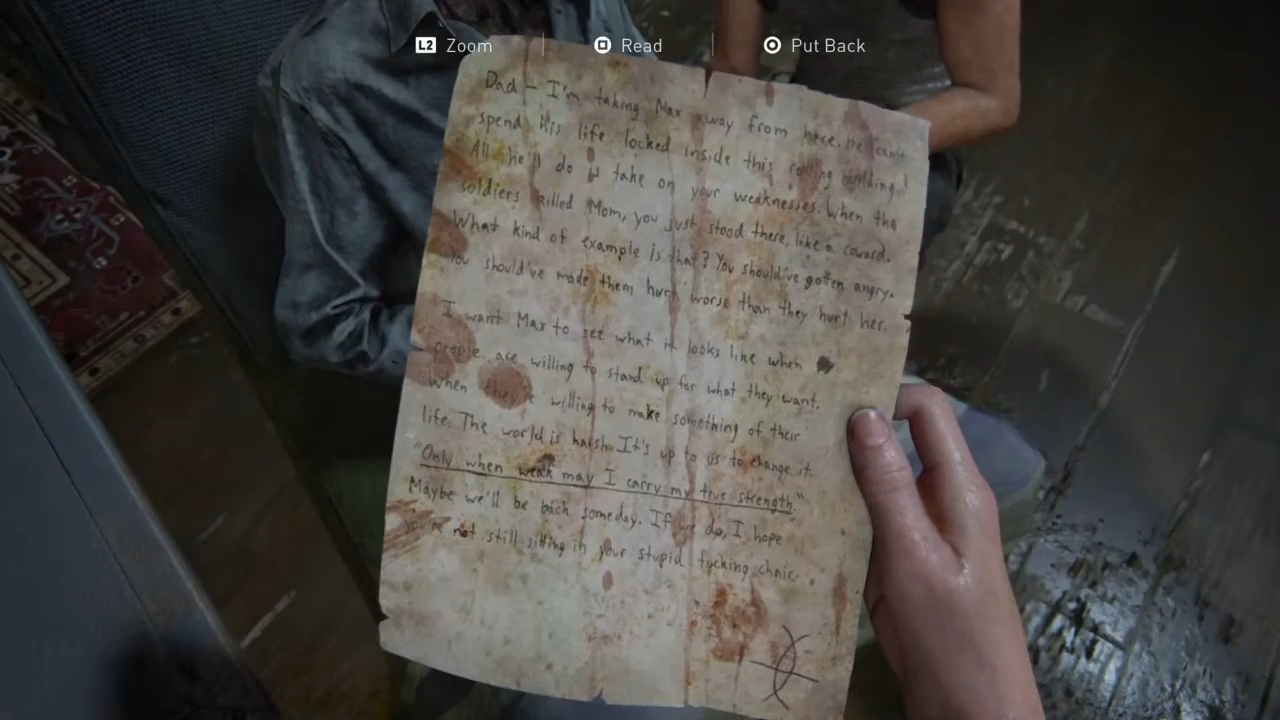 L2 Zoom | Read | Put Back
Dad - I'm taking Max away from here. He can't
spend his life locked inside this rotting building!
All he'll do is take on your weaknesses. When the
soldiers killed Mom, you just stood there, like a coward.
What kind of example is that? You should've gotten angry.
You should've made them hurt worse than they hurt her.
I want Max to see what it looks like when
people are willing to stand up for what they want.
When they're willing to make something of their
life. The world is harsh. It's up to us to change it.
"Only when weak may I carry my true strength."
Maybe we'll be back someday. If we do, I hope
you're not still sitting in your stupid fucking chair.